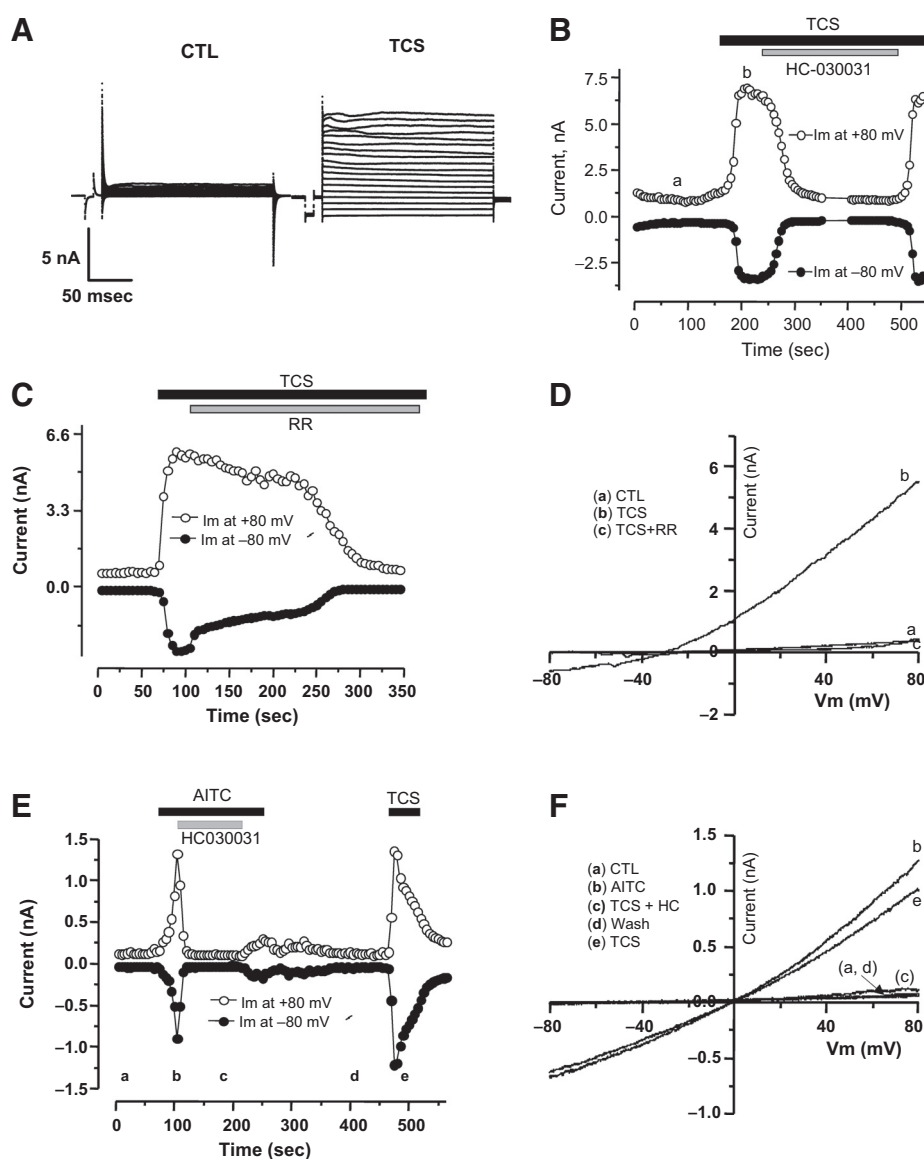 A
CTL
TCS
5 nA
50 msec
B
TCS
HC-030031
7.5
5.0
2.5
0.0
−2.5
Current, nA
b
a
Im at +80 mV
Im at −80 mV
0 100 200 300 400 500
Time (sec)
C
TCS
RR
6.6
3.3
0.0
Current (nA)
Im at +80 mV
Im at −80 mV
0 50 100 150 200 250 300 350
Time (sec)
D
(a) CTL
(b) TCS
(c) TCS+RR
Current (nA)
6
4
2
0
−2
b
a
c
−80 −40 40 80
Vm (mV)
E
AITC
HC030031
TCS
1.5
1.0
0.5
0.0
−0.5
−1.0
−1.5
Current (nA)
Im at +80 mV
Im at −80 mV
a b c d e
0 100 200 300 400 500
Time (sec)
F
(a) CTL
(b) AITC
(c) TCS + HC
(d) Wash
(e) TCS
Current (nA)
1.5
1.0
0.5
0.0
−0.5
−1.0
b
e
(a, d)
(c)
−80 −40 40 80
Vm (mV)